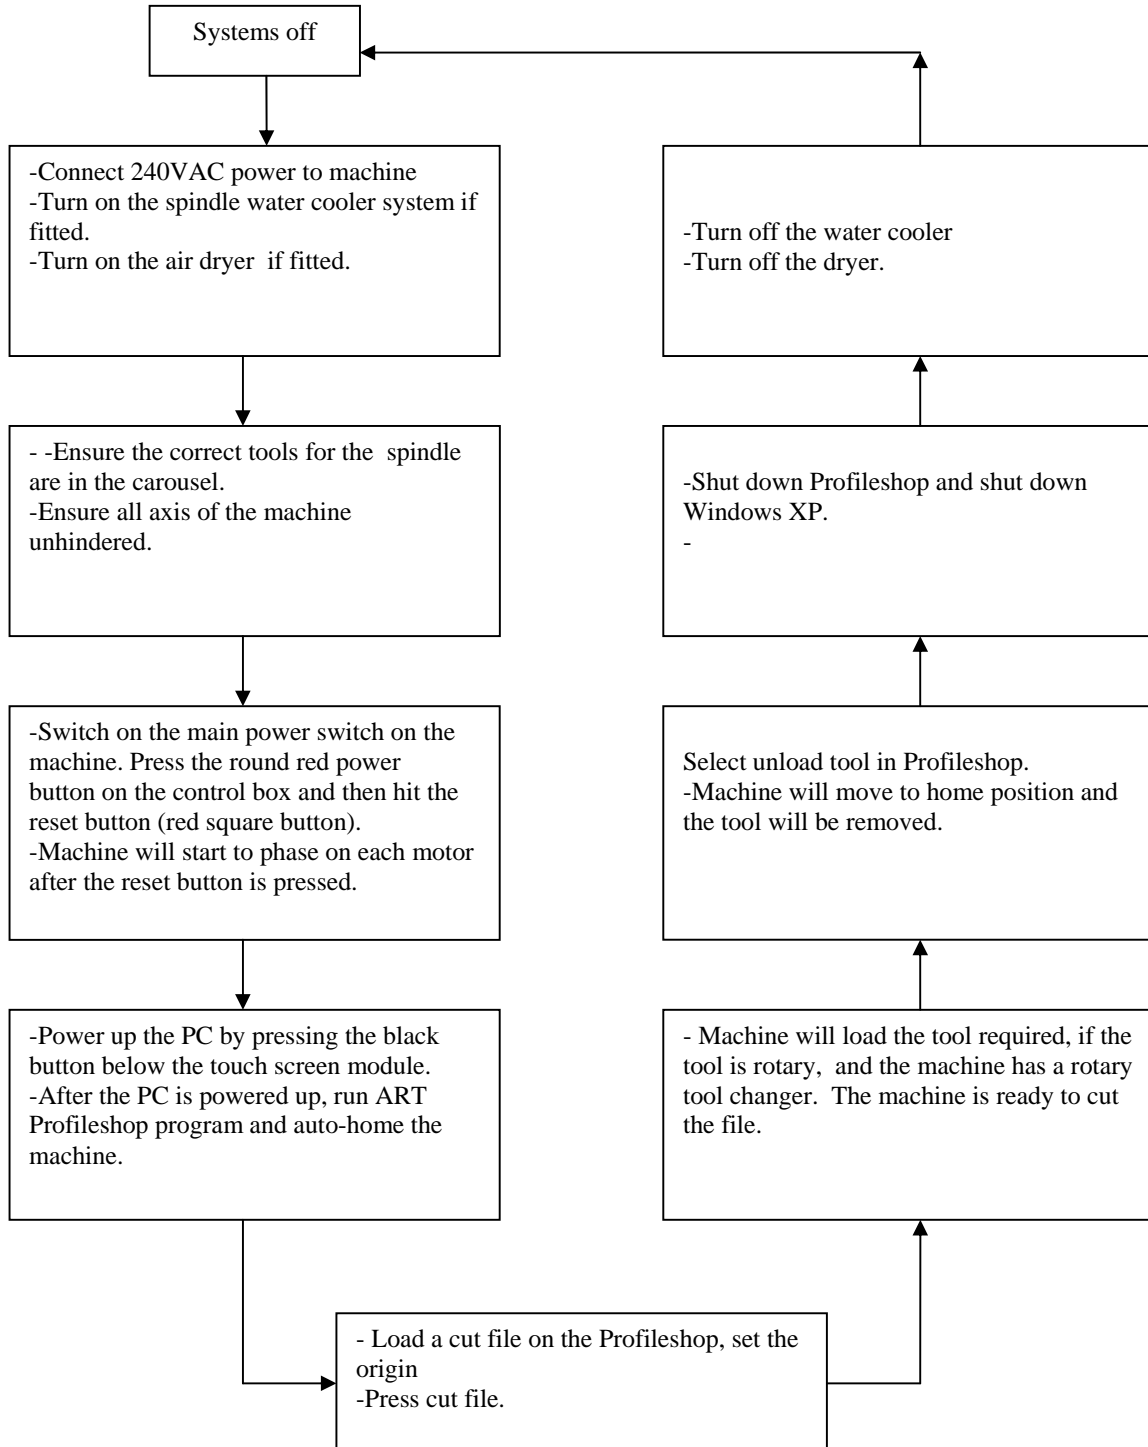 Systems off
-Connect 240VAC power to machine
-Turn on the spindle water cooler system if
fitted.
-Turn on the air dryer  if fitted.
- -Ensure the correct tools for the  spindle
are in the carousel.
-Ensure all axis of the machine
unhindered.
-Switch on the main power switch on the
machine. Press the round red power
button on the control box and then hit the
reset button (red square button).
-Machine will start to phase on each motor
after the reset button is pressed.
-Power up the PC by pressing the black
button below the touch screen module.
-After the PC is powered up, run ART
Profileshop program and auto-home the
machine.
- Load a cut file on the Profileshop, set the
origin
-Press cut file.
- Machine will load the tool required, if the
tool is rotary,  and the machine has a rotary
tool changer.  The machine is ready to cut
the file.
Select unload tool in Profileshop.
-Machine will move to home position and
the tool will be removed.
-Shut down Profileshop and shut down
Windows XP.
-
-Turn off the water cooler
-Turn off the dryer.